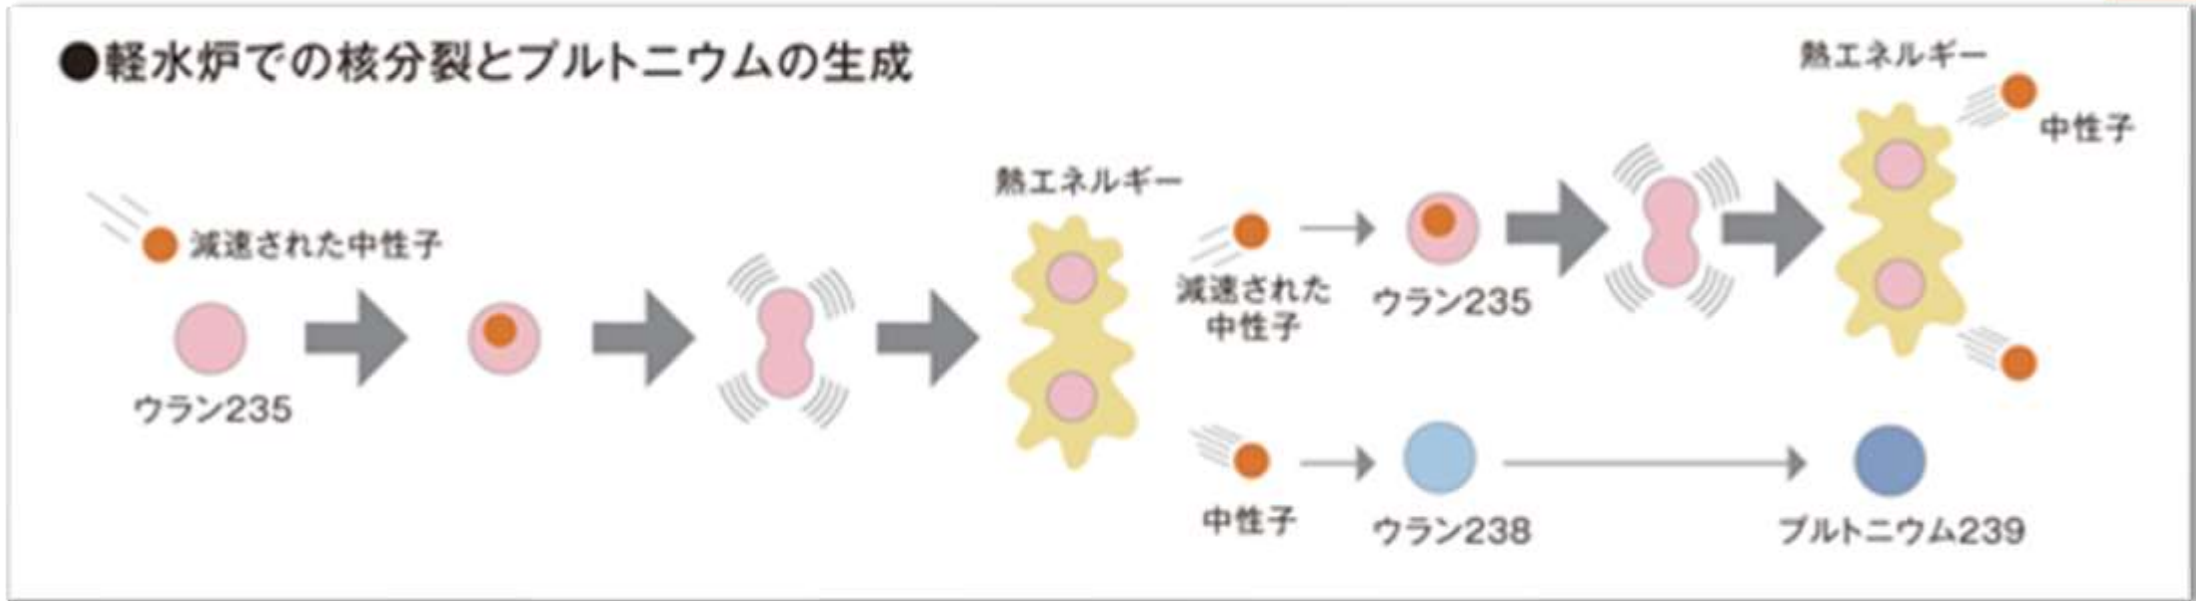 ●軽水炉での核分裂とプルトニウムの生成
減速された中性子
ウラン235
熱エネルギー
減速された
中性子
ウラン235
熱エネルギー
中性子
中性子
ウラン238
プルトニウム239